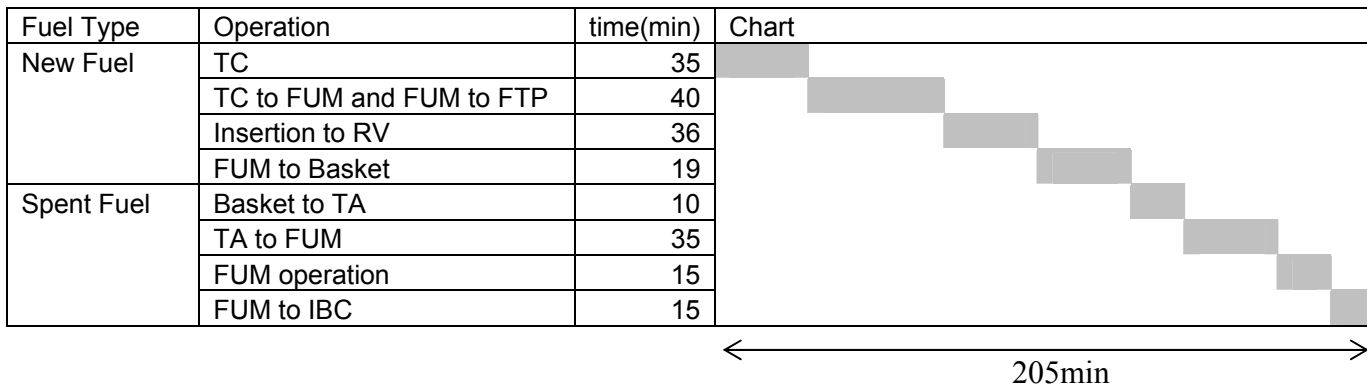 Fuel Type Operation time(min) Chart
New Fuel TC 35
TC to FUM and FUM to FTP 40
Insertion to RV 36
FUM to Basket 19
Spent Fuel Basket to TA 10
TA to FUM 35
FUM operation 15
FUM to IBC 15
205min